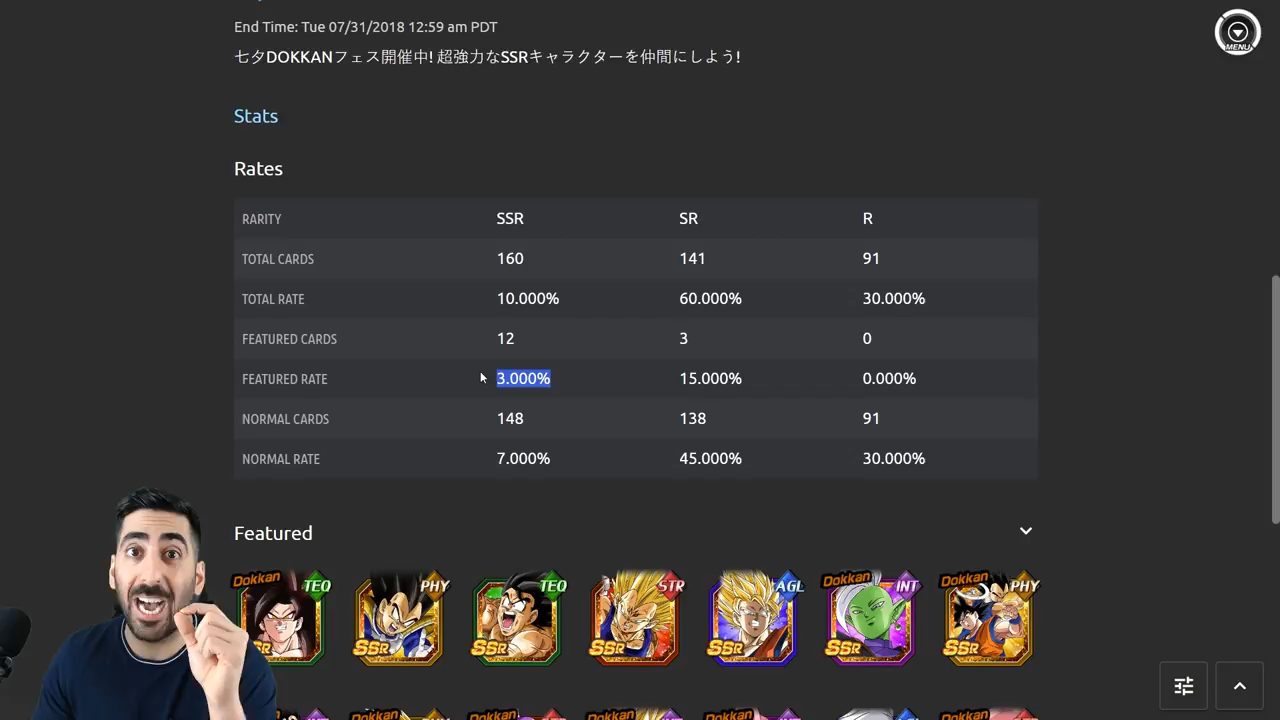 End Time: Tue 07/31/2018 12:59 am PDT
MENU
七夕DOKKANフェス開催中! 超強力なSSRキャラクターを仲間にしよう!
Stats
Rates
RARITY SSR SR R
TOTAL CARDS 160 141 91
TOTAL RATE 10.000% 60.000% 30.000%
FEATURED CARDS 12 3 0
FEATURED RATE 3.000% 15.000% 0.000%
NORMAL CARDS 148 138 91
NORMAL RATE 7.000% 45.000% 30.000%
Featured
Dokkan TEQ PHY TEQ STR AGL Dokkan INT Dokkan PHY
SSR SSR SSR SSR SSR SSR SSR
Dokkan Dokkan Dokkan Dokkan